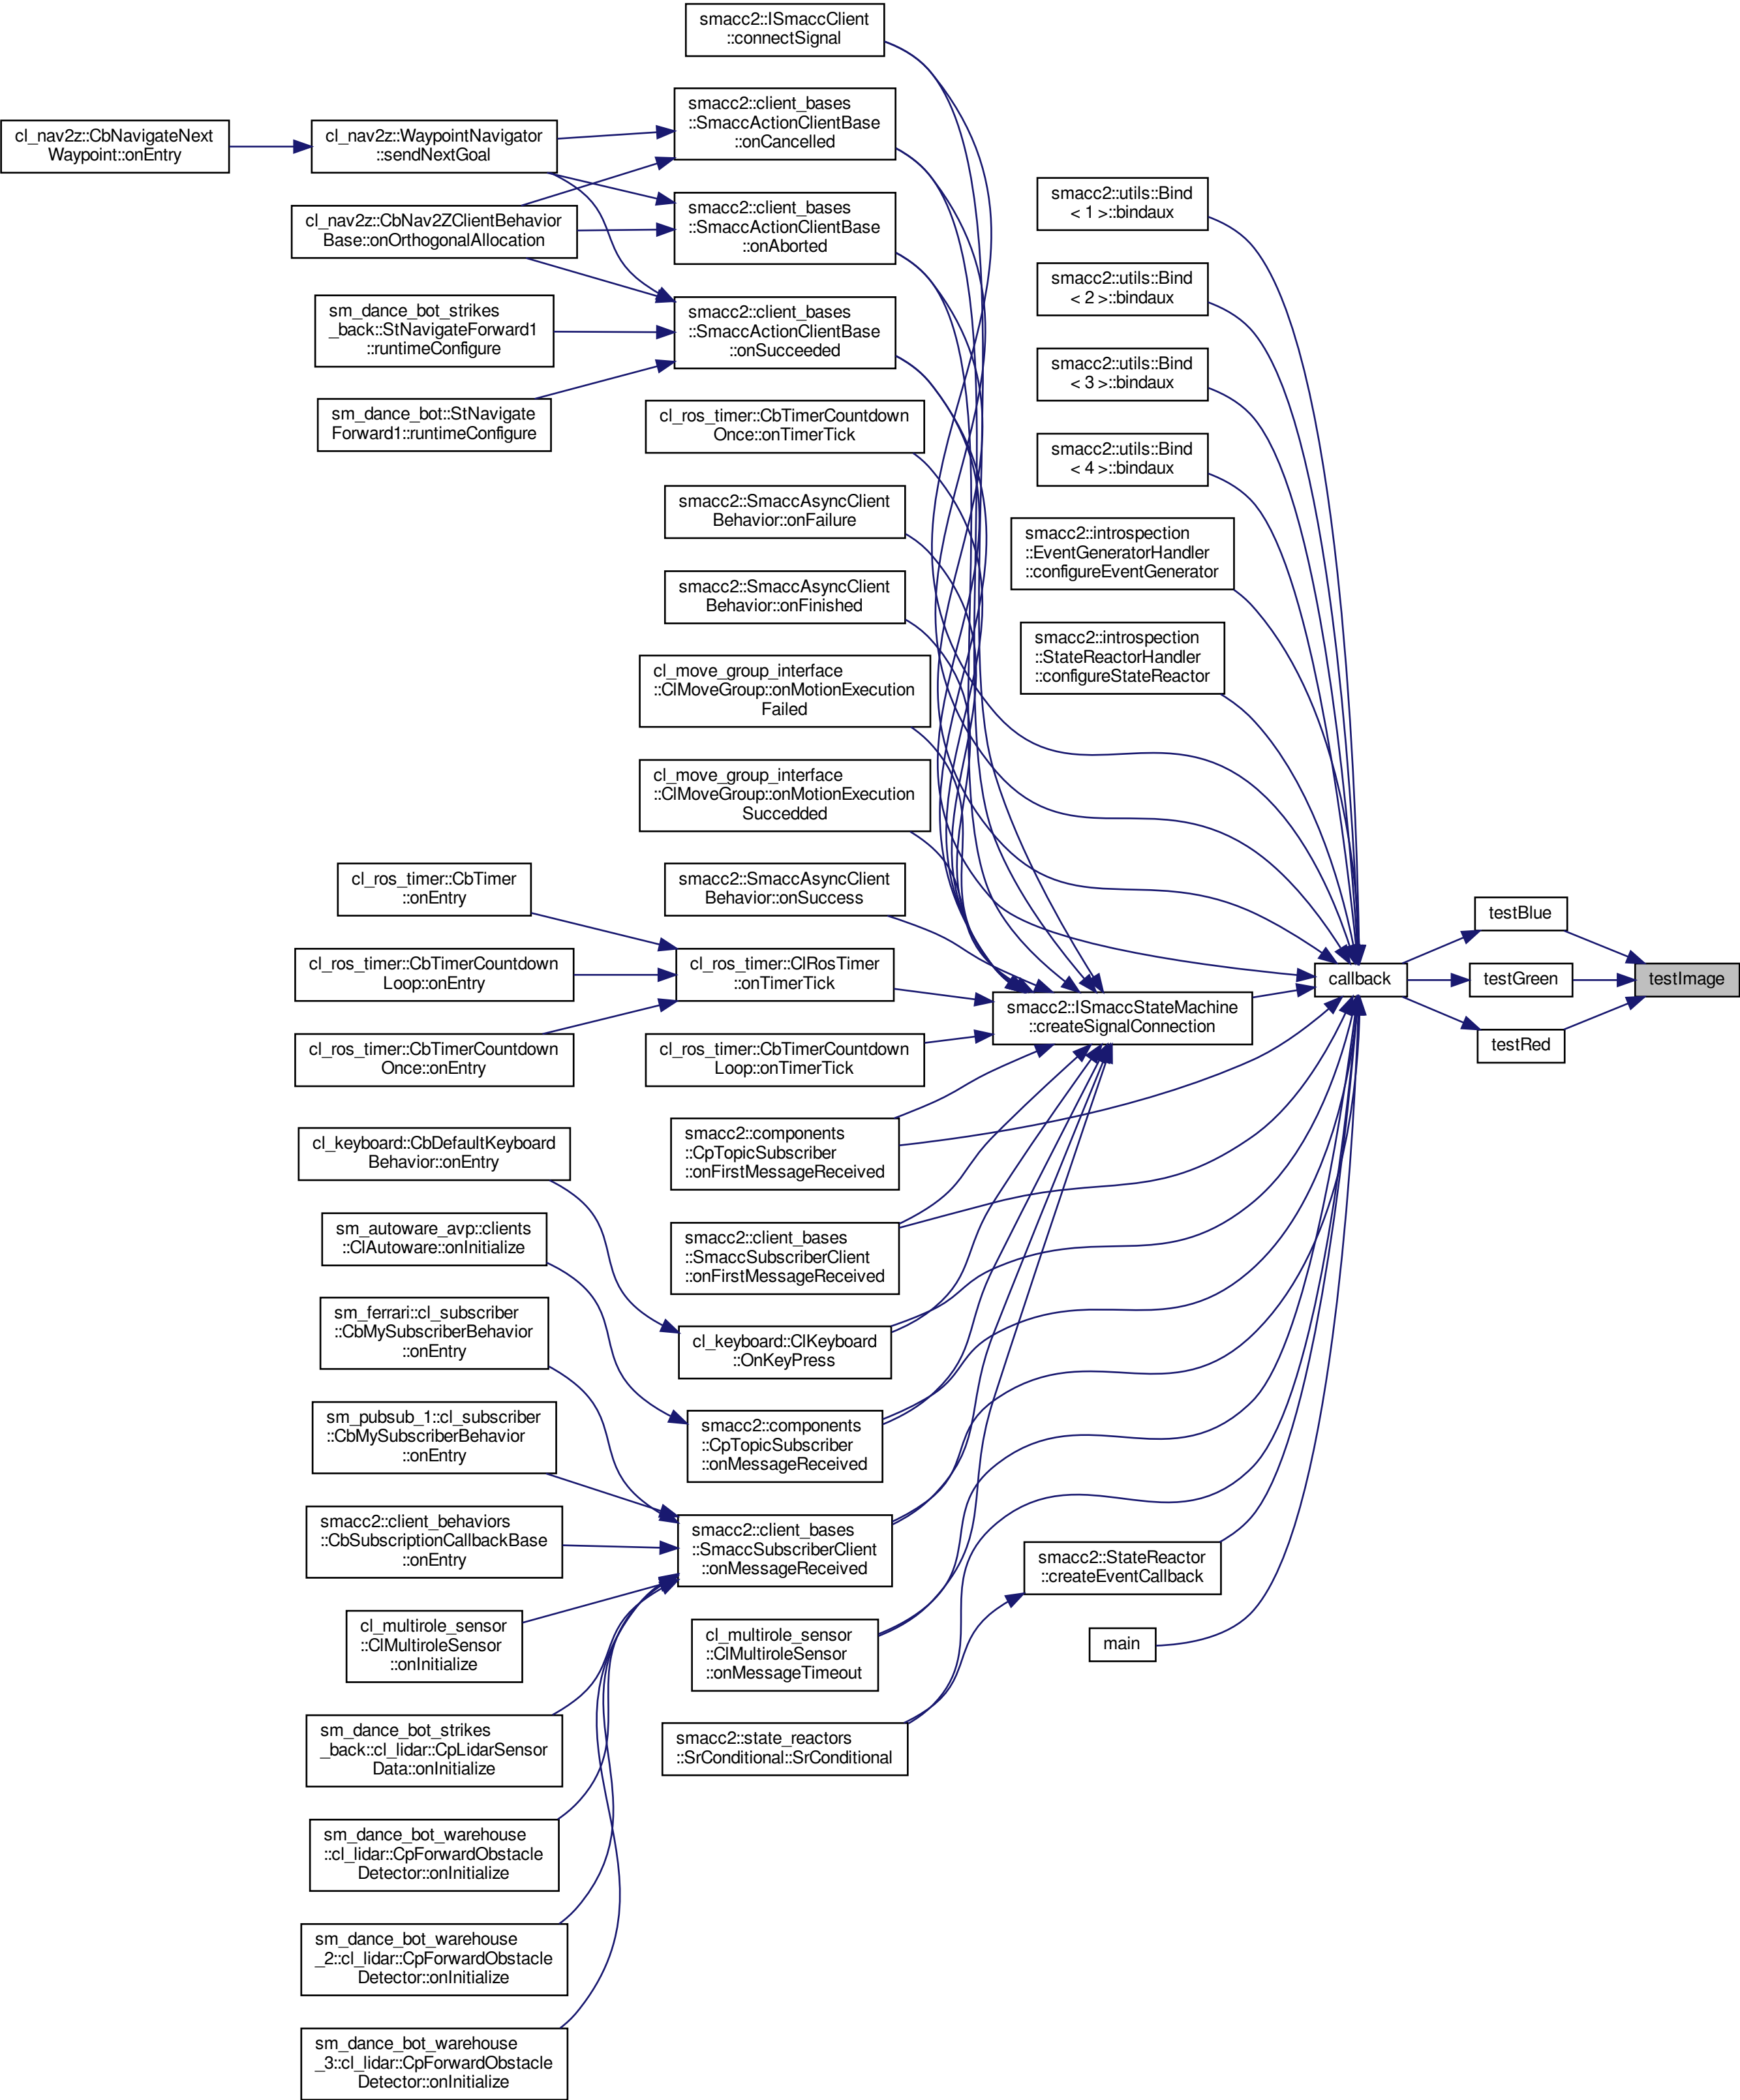 smacc2::ISmaccClient
::connectSignal
smacc2::client_bases
::SmaccActionClientBase
::onCancelled
cl_nav2z::CbNavigateNext
Waypoint::onEntry
cl_nav2z::WaypointNavigator
::sendNextGoal
cl_nav2z::CbNav2ZClientBehavior
Base::onOrthogonalAllocation
smacc2::client_bases
::SmaccActionClientBase
::onAborted
smacc2::utils::Bind
< 1 >::bindaux
smacc2::utils::Bind
< 2 >::bindaux
sm_dance_bot_strikes
_back::StNavigateForward1
::runtimeConfigure
smacc2::client_bases
::SmaccActionClientBase
::onSucceeded
smacc2::utils::Bind
< 3 >::bindaux
sm_dance_bot::StNavigate
Forward1::runtimeConfigure
cl_ros_timer::CbTimerCountdown
Once::onTimerTick
smacc2::utils::Bind
< 4 >::bindaux
smacc2::SmaccAsyncClient
Behavior::onFailure
smacc2::introspection
::EventGeneratorHandler
::configureEventGenerator
smacc2::SmaccAsyncClient
Behavior::onFinished
smacc2::introspection
::StateReactorHandler
::configureStateReactor
cl_move_group_interface
::ClMoveGroup::onMotionExecution
Failed
cl_move_group_interface
::ClMoveGroup::onMotionExecution
Succedded
cl_ros_timer::CbTimer
::onEntry
smacc2::SmaccAsyncClient
Behavior::onSuccess
testBlue
cl_ros_timer::CbTimerCountdown
Loop::onEntry
cl_ros_timer::ClRosTimer
::onTimerTick
callback
testGreen
testImage
smacc2::ISmaccStateMachine
::createSignalConnection
testRed
cl_ros_timer::CbTimerCountdown
Once::onEntry
cl_ros_timer::CbTimerCountdown
Loop::onTimerTick
cl_keyboard::CbDefaultKeyboard
Behavior::onEntry
smacc2::components
::CpTopicSubscriber
::onFirstMessageReceived
sm_autoware_avp::clients
::ClAutoware::onInitialize
smacc2::client_bases
::SmaccSubscriberClient
::onFirstMessageReceived
sm_ferrari::cl_subscriber
::CbMySubscriberBehavior
::onEntry
cl_keyboard::ClKeyboard
::OnKeyPress
sm_pubsub_1::cl_subscriber
::CbMySubscriberBehavior
::onEntry
smacc2::components
::CpTopicSubscriber
::onMessageReceived
smacc2::client_behaviors
::CbSubscriptionCallbackBase
::onEntry
smacc2::client_bases
::SmaccSubscriberClient
::onMessageReceived
smacc2::StateReactor
::createEventCallback
cl_multirole_sensor
::ClMultiroleSensor
::onInitialize
cl_multirole_sensor
::ClMultiroleSensor
::onMessageTimeout
main
sm_dance_bot_strikes
_back::cl_lidar::CpLidarSensor
Data::onInitialize
smacc2::state_reactors
::SrConditional::SrConditional
sm_dance_bot_warehouse
::cl_lidar::CpForwardObstacle
Detector::onInitialize
sm_dance_bot_warehouse
_2::cl_lidar::CpForwardObstacle
Detector::onInitialize
sm_dance_bot_warehouse
_3::cl_lidar::CpForwardObstacle
Detector::onInitialize